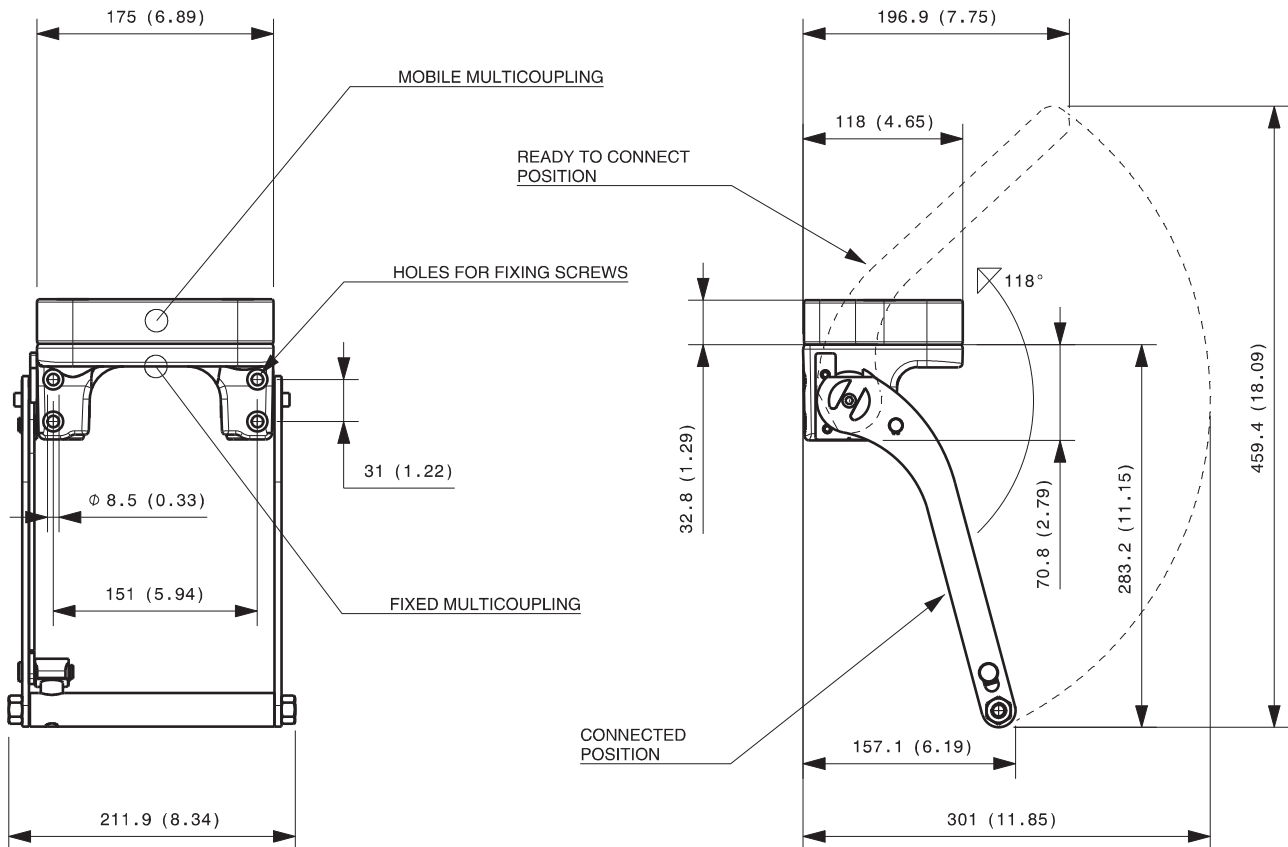 175 (6.89)
196.9 (7.75)
MOBILE MULTICOUPLING
118 (4.65)
READY TO CONNECT
POSITION
HOLES FOR FIXING SCREWS
118°
459.4 (18.09)
32.8 (1.29)
31 (1.22)
70.8 (2.79)
283.2 (11.15)
Φ 8.5 (0.33)
151 (5.94)
FIXED MULTICOUPLING
CONNECTED
POSITION
157.1 (6.19)
211.9 (8.34)
301 (11.85)